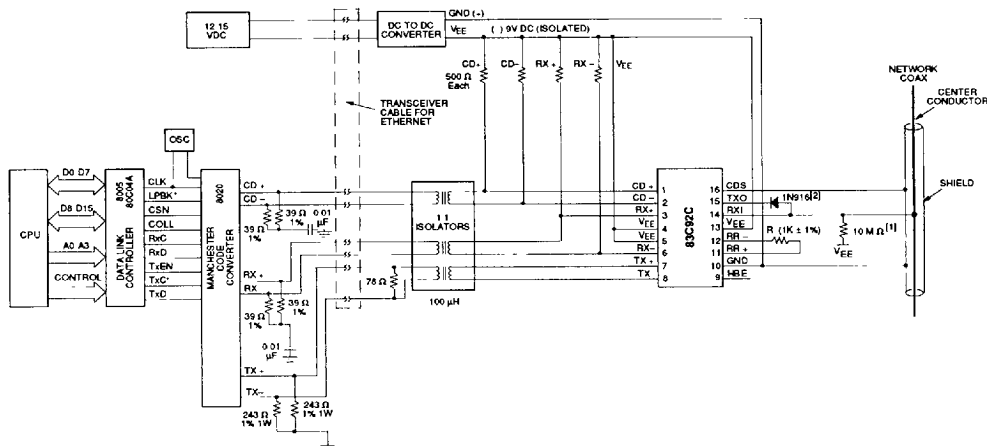 12 15
VDC
DC TO DC
CONVERTER
GND (+)
VEE
(-) 9V DC (ISOLATED)
CD+
CD-
RX +
RX -
VEE
500 Ω
Each
TRANSCEIVER
CABLE FOR
ETHERNET
NETWORK
COAX
CENTER
CONDUCTOR
SHIELD
OSC
CPU
D0 D7
D8 D15
A0 A3
CONTROL
8005
80C04A
DATA LINK
CONTROLLER
CLK
LPBK*
CSN
COLL
RxC
RxD
TxEN
TxC*
TxD
8020
MANCHESTER
CODE
CONVERTER
CD +
CD -
39 Ω
1%
39 Ω
1%
0 01
µF
RX +
RX
39 Ω
1%
39 Ω
1%
0 01
µF
TX +
TX-
243 Ω
1% 1W
243 Ω
1% 1W
78 Ω
1 1
ISOLATORS
100 µH
CD + 1
CD - 2
RX+ 3
VEE 4
VEE 5
RX- 6
TX + 7
TX 8
83C92C
16 CDS
15 TXO
14 RXI
13 VEE
12 RR -
11 RR +
10 GND
9 HBE
1N916[2]
R (1K ± 1%)
10 M Ω [1]
VEE